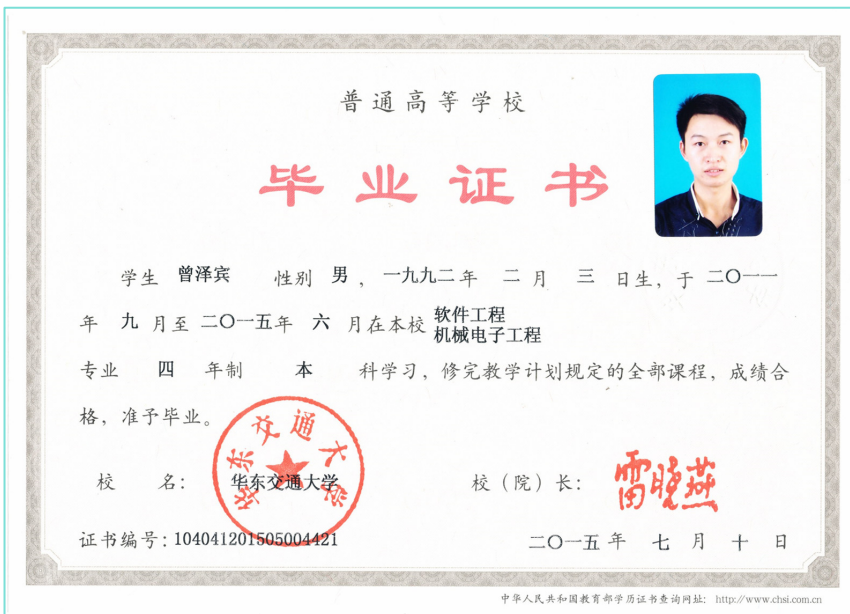 普通高等学校
毕业证书
学生 曾泽宾 性别 男 ，一九九二年 二 月 三 日生，于 二〇一一
年 九 月至 二〇一五年 六 月在本校 软件工程
机械电子工程
专业 四 年制 本 科学习，修完教学计划规定的全部课程，成绩合
格，准予毕业。
华东交通大学
校 名： 华东交通大学 校（院）长： 雷晓燕
证书编号：104041201505004421 二〇一五年 七 月 十 日
中华人民共和国教育部学历证书查询网址： http://www.chsi.com.cn